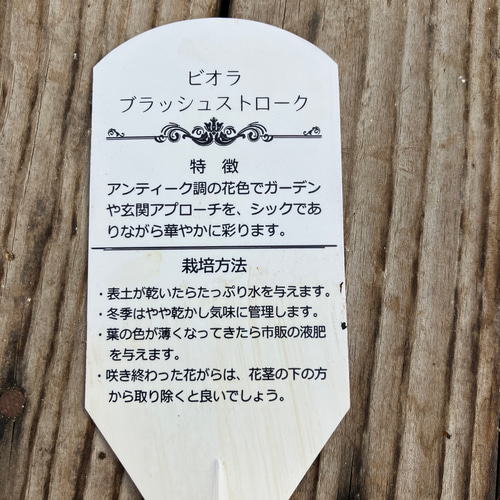 ビオラ
ブラッシュストローク
特 徴
アンティーク調の花色でガーデン
や玄関アプローチを、シックであ
りながら華やかに彩ります。
栽培方法
・表土が乾いたらたっぷり水を与えます。
・冬季はやや乾かし気味に管理します。
・葉の色が薄くなってきたら市販の液肥
を与えます。
・咲き終わった花がらは、花茎の下の方
から取り除くと良いでしょう。